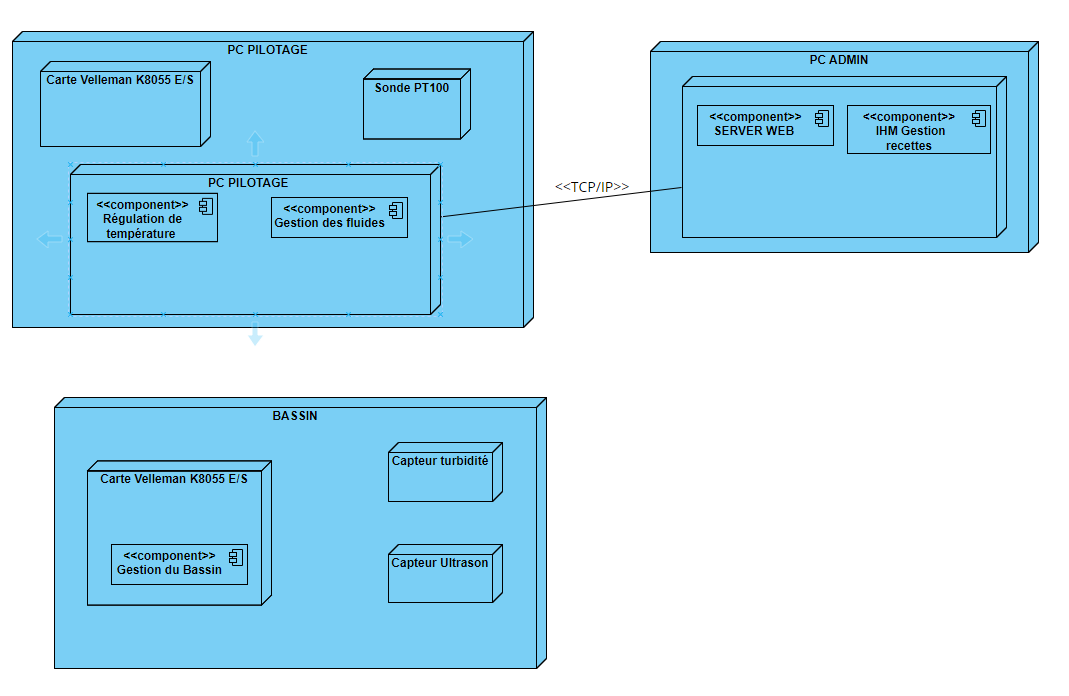 PC PILOTAGE
Carte Velleman K8055 E/S
Sonde PT100
PC PILOTAGE
<<component>>
Régulation de
température
<<component>>
Gestion des fluides
<<TCP/IP>>
PC ADMIN
<<component>>
SERVER WEB
<<component>>
IHM Gestion
recettes
BASSIN
Carte Velleman K8055 E/S
<<component>>
Gestion du Bassin
Capteur turbidité
Capteur Ultrason